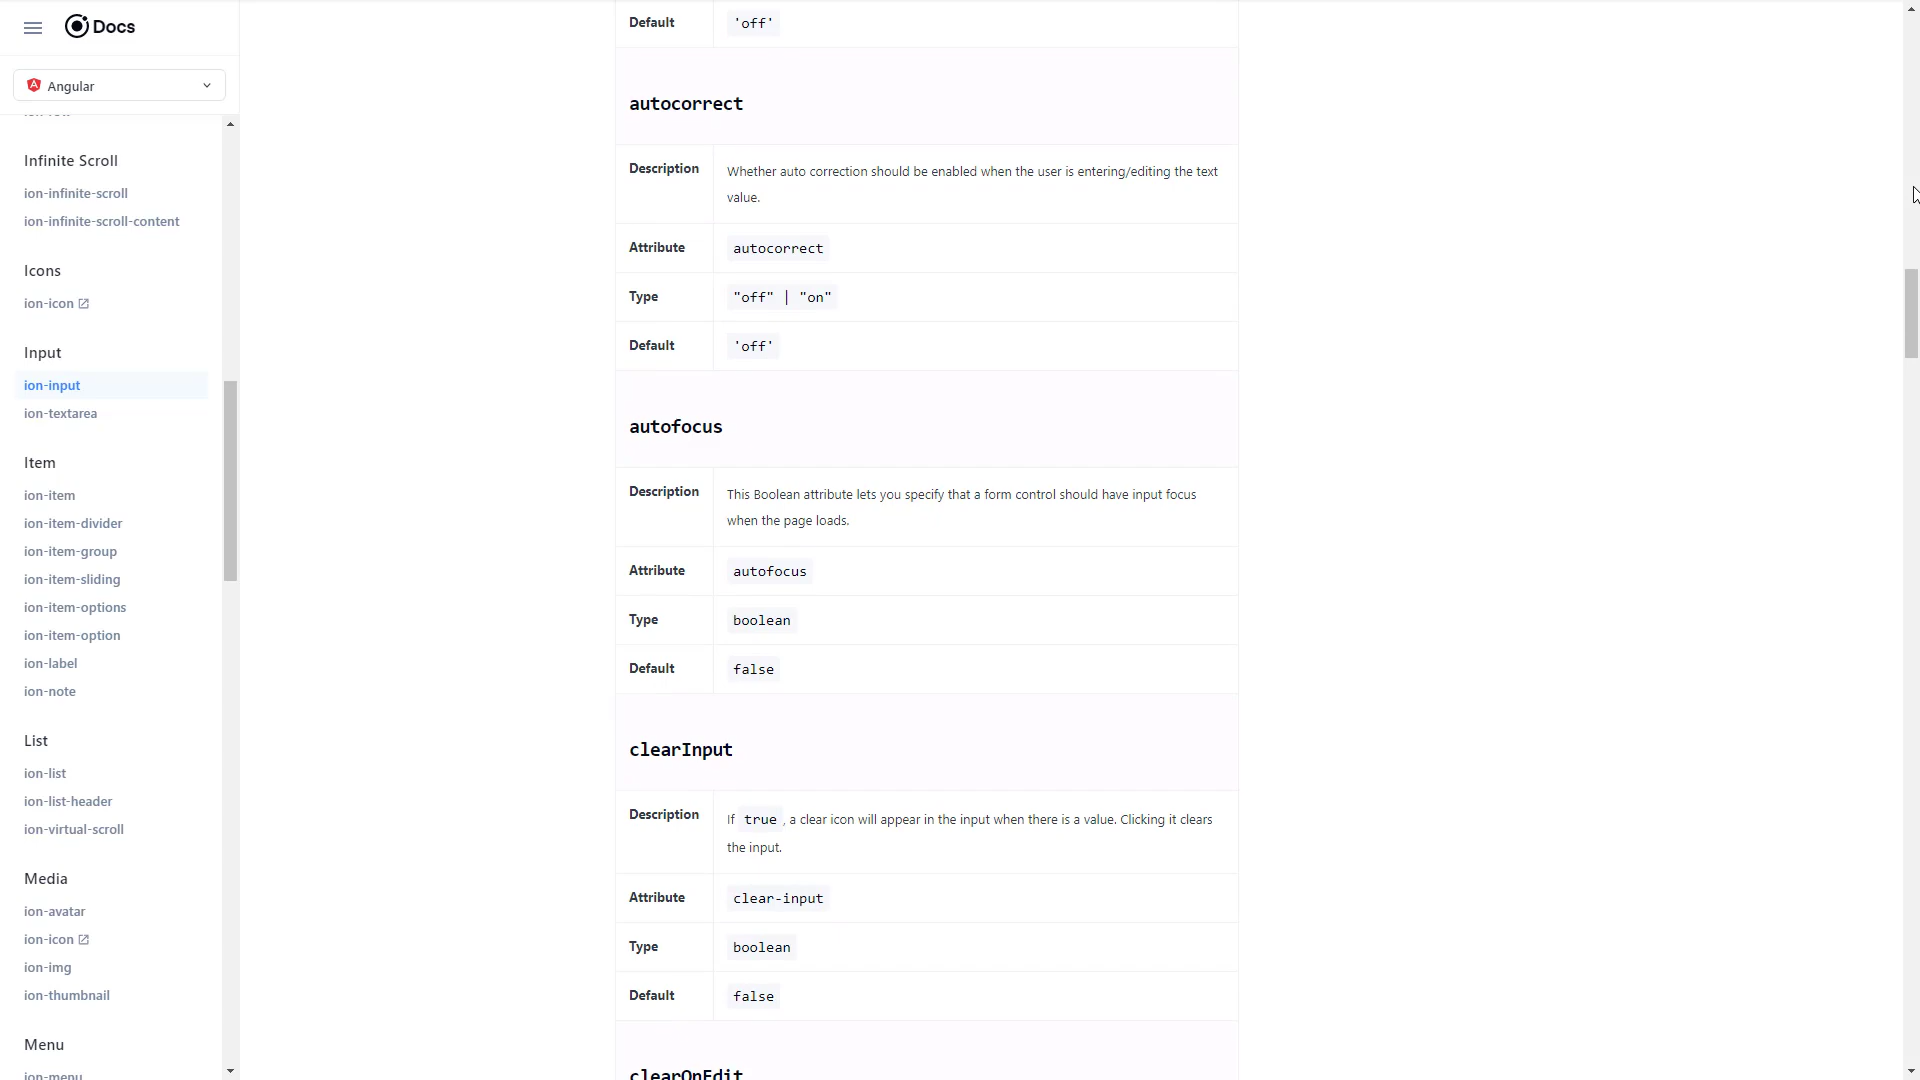 Docs
Angular
Infinite Scroll
ion-infinite-scroll
ion-infinite-scroll-content
Icons
ion-icon
Input
ion-input
ion-textarea
Item
ion-item
ion-item-divider
ion-item-group
ion-item-sliding
ion-item-options
ion-item-option
ion-label
ion-note
List
ion-list
ion-list-header
ion-virtual-scroll
Media
ion-avatar
ion-icon
ion-img
ion-thumbnail
Menu
ion-menu
Default 'off'
autocorrect
Description Whether auto correction should be enabled when the user is entering/editing the text
value.
Attribute autocorrect
Type "off" | "on"
Default 'off'
autofocus
Description This Boolean attribute lets you specify that a form control should have input focus
when the page loads.
Attribute autofocus
Type boolean
Default false
clearInput
Description If true, a clear icon will appear in the input when there is a value. Clicking it clears
the input.
Attribute clear-input
Type boolean
Default false
clearOnEdit